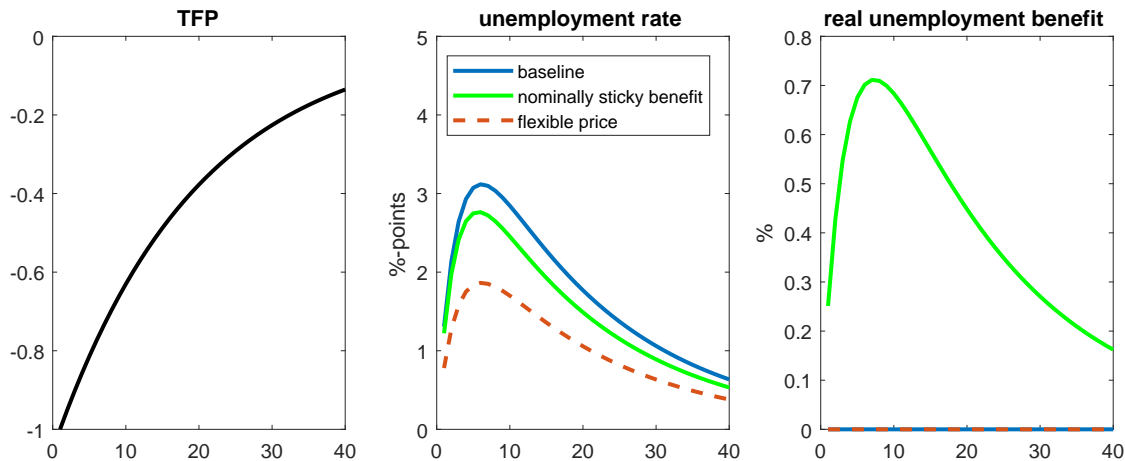 TFP
0
-0.2
-0.4
-0.6
-0.8
-1
0 10 20 30 40
unemployment rate
%-points
5
4
3
2
1
0
0 10 20 30 40
baseline
nominally sticky benefit
flexible price
real unemployment benefit
%
0.8
0.7
0.6
0.5
0.4
0.3
0.2
0.1
0
0 10 20 30 40